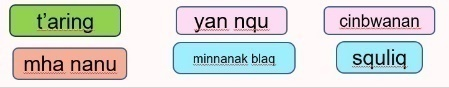 t'aring
yan nqu
cinbwanan
mha nanu
minnanak blaq
squliq